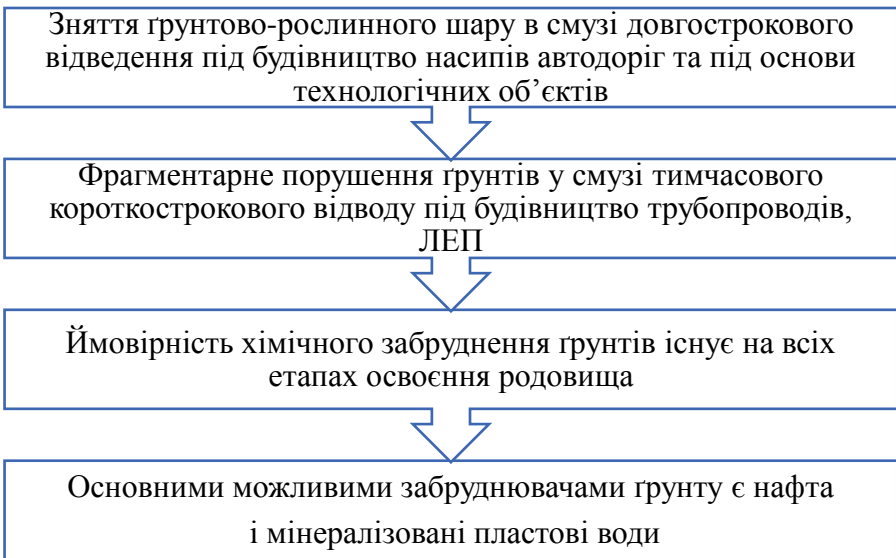 Зняття ґрунтово-рослинного шару в смузі довгострокового
відведення під будівництво насипів автодоріг та під основи
технологічних об’єктів
Фрагментарне порушення ґрунтів у смузі тимчасового
короткострокового відводу під будівництво трубопроводів,
ЛЕП
Ймовірність хімічного забруднення ґрунтів існує на всіх
етапах освоєння родовища
Основними можливими забруднювачами ґрунту є нафта
і мінералізовані пластові води